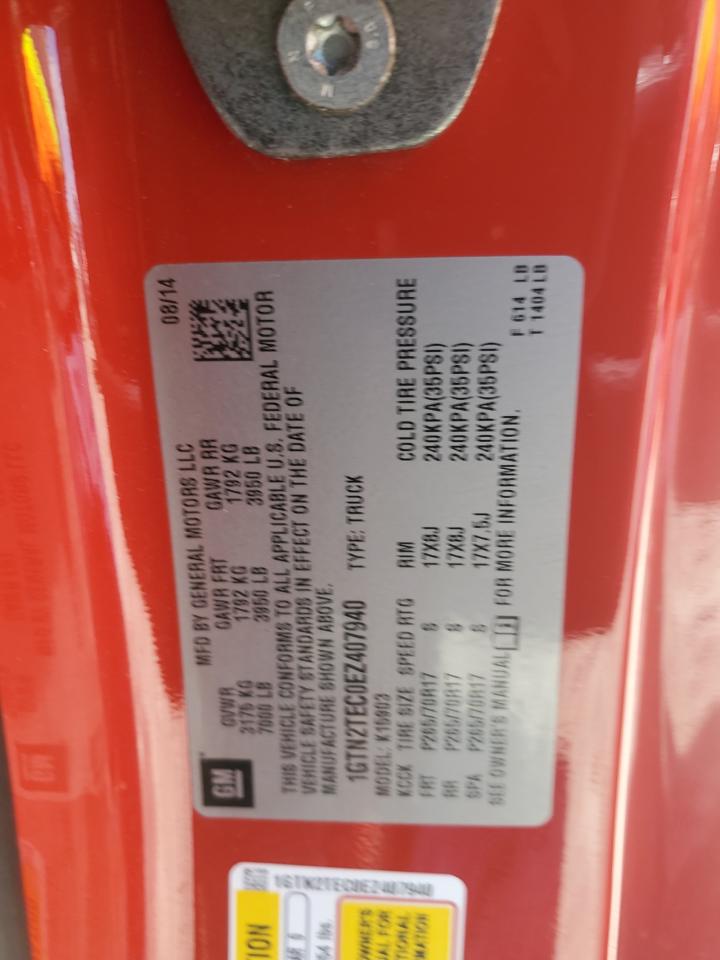 08/14
MFD BY GENERAL MOTORS LLC
GVWR GAWR FRT GAWR RR
3175 KG 1792 KG 1792 KG
7000 LB 3950 LB 3950 LB
GM
THIS VEHICLE CONFORMS TO ALL APPLICABLE U.S. FEDERAL MOTOR
VEHICLE SAFETY STANDARDS IN EFFECT ON THE DATE OF
MANUFACTURE SHOWN ABOVE.
1GTN2TEC0EZ407940 TYPE: TRUCK
MODEL: K15903
KCCK TIRE SIZE SPEED RTG RIM COLD TIRE PRESSURE
FRT P265/70R17 S 17X8J 240KPA(35PSI)
RR P265/70R17 S 17X8J 240KPA(35PSI)
SPA P265/70R17 S 17X7.5J 240KPA(35PSI)
SEE OWNER'S MANUAL FOR MORE INFORMATION.
F 614 LB
T 1404 LB
1GTN2TEC0EZ407940